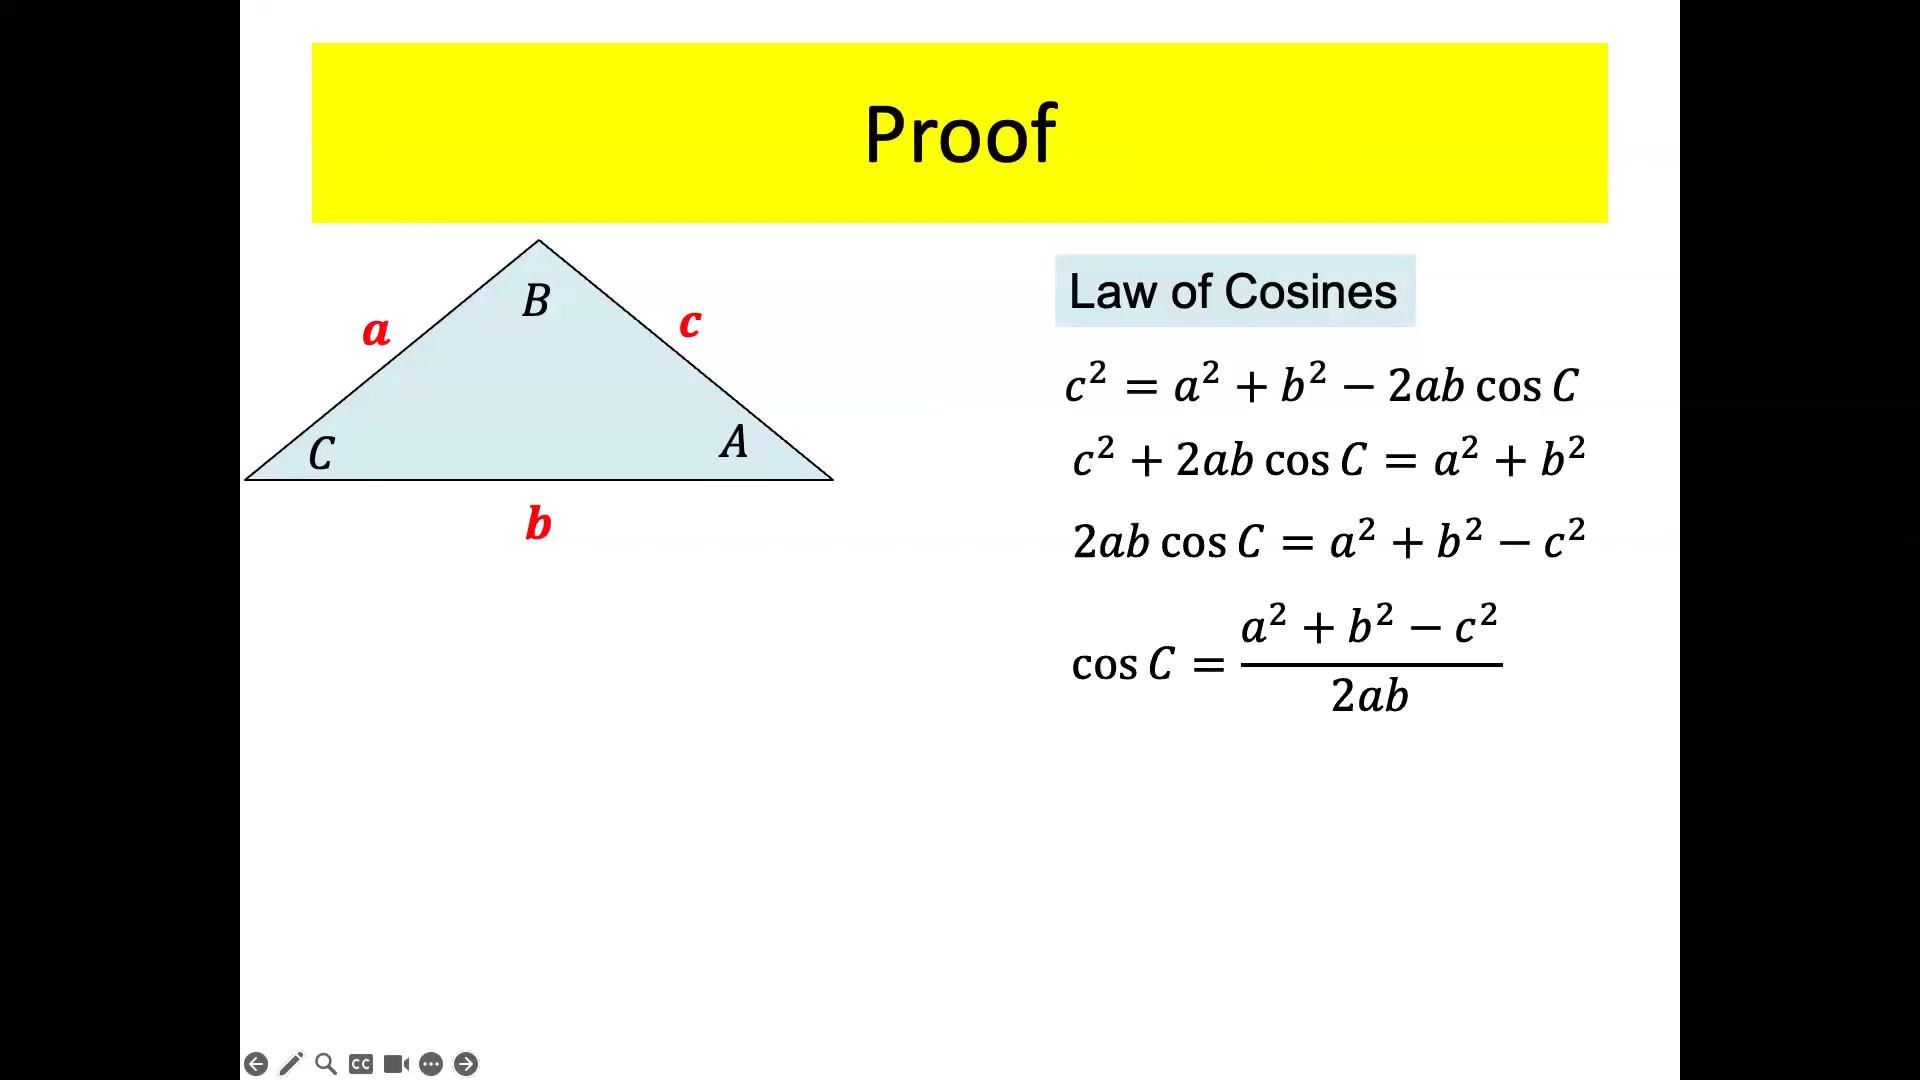 Proof
B
a
c
C
A
b
Law of Cosines
c² = a² + b² − 2ab cos C
c² + 2ab cos C = a² + b²
2ab cos C = a² + b² − c²
cos C = (a² + b² − c²) / 2ab
CC